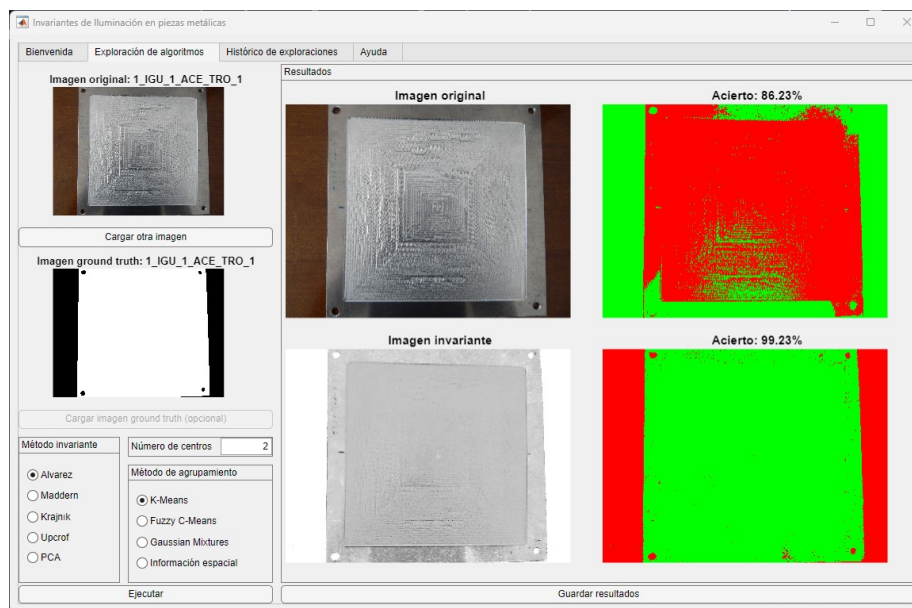 Invariantes de Iluminación en piezas metálicas
Bienvenida
Exploración de algoritmos
Histórico de exploraciones
Ayuda
Imagen original: 1_IGU_1_ACE_TRO_1
Cargar otra imagen
Imagen ground truth: 1_IGU_1_ACE_TRO_1
Cargar imagen ground truth (opcional)
Método invariante
Alvarez
Maddern
Krajnık
Upcrof
PCA
Número de centros
2
Método de agrupamiento
K-Means
Fuzzy C-Means
Gaussian Mixtures
Información espacial
Ejecutar
Resultados
Imagen original
Acierto: 86.23%
Imagen invariante
Acierto: 99.23%
Guardar resultados